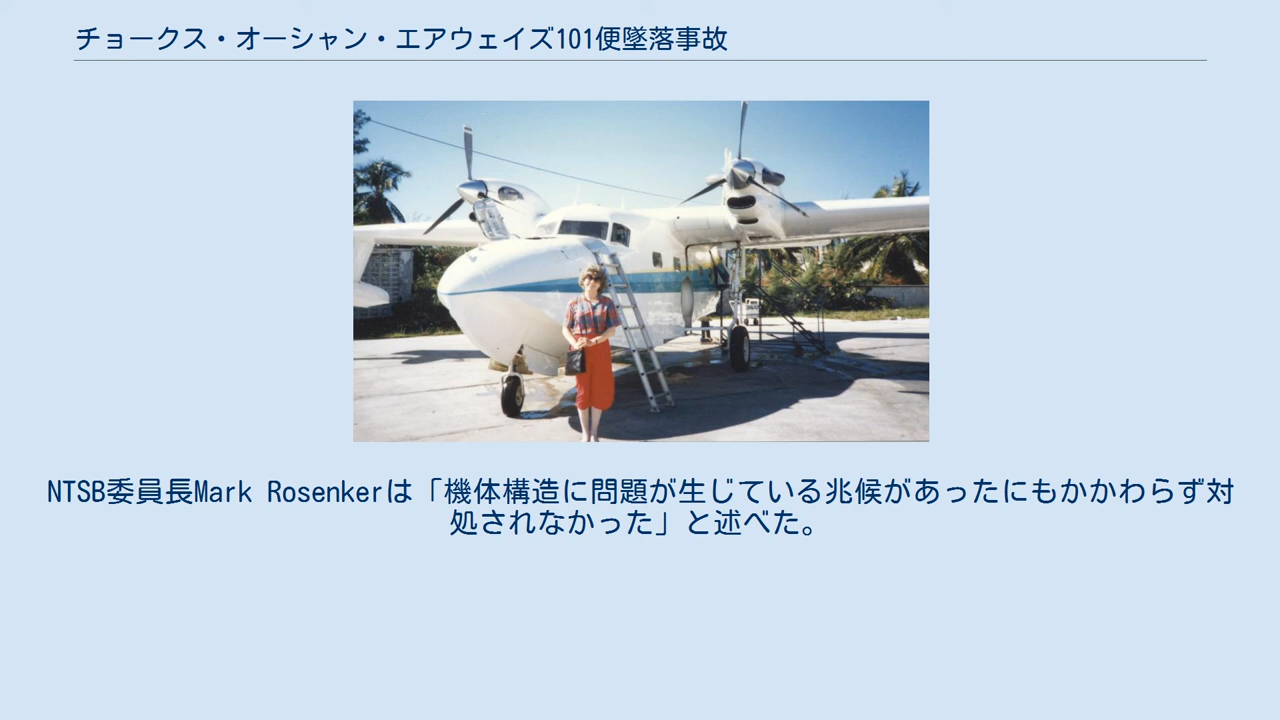 チョークス・オーシャン・エアウェイズ101便墜落事故
NTSB委員長Mark Rosenkerは「機体構造に問題が生じている兆候があったにもかかわらず対
処されなかった」と述べた。